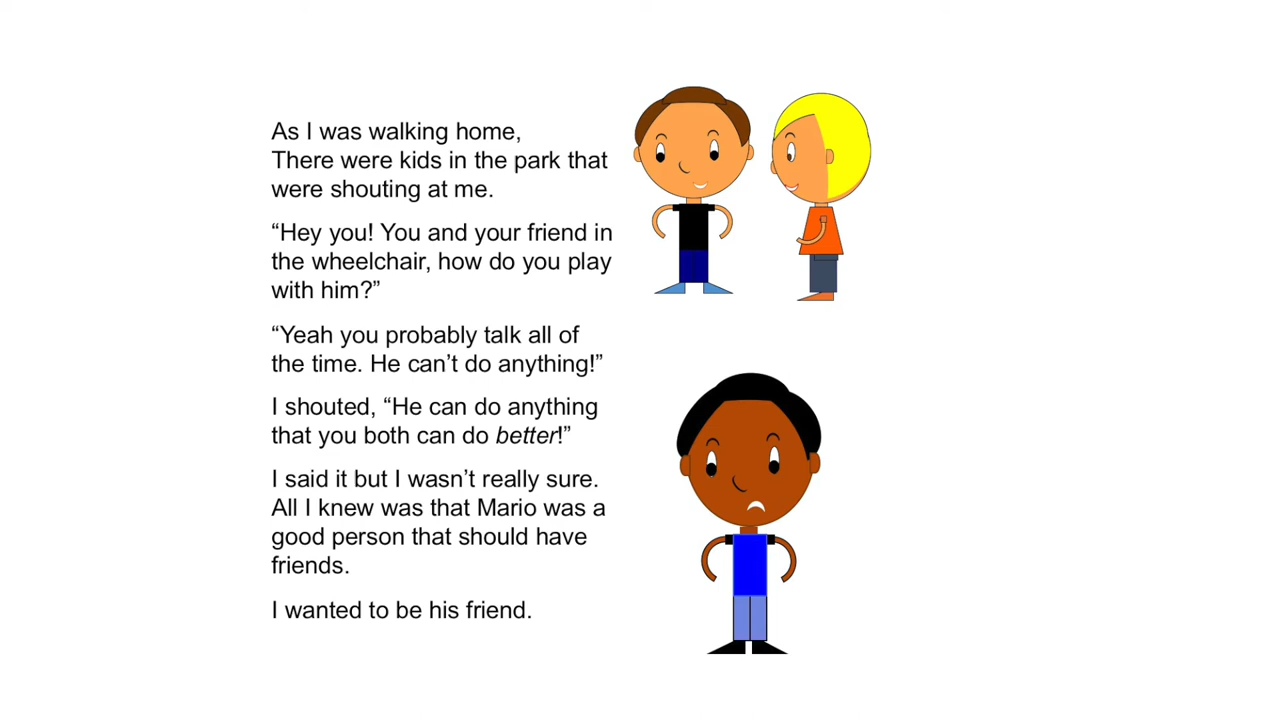 As I was walking home,
There were kids in the park that
were shouting at me.
“Hey you! You and your friend in
the wheelchair, how do you play
with him?”
“Yeah you probably talk all of
the time. He can’t do anything!”
I shouted, “He can do anything
that you both can do better!”
I said it but I wasn’t really sure.
All I knew was that Mario was a
good person that should have
friends.
I wanted to be his friend.